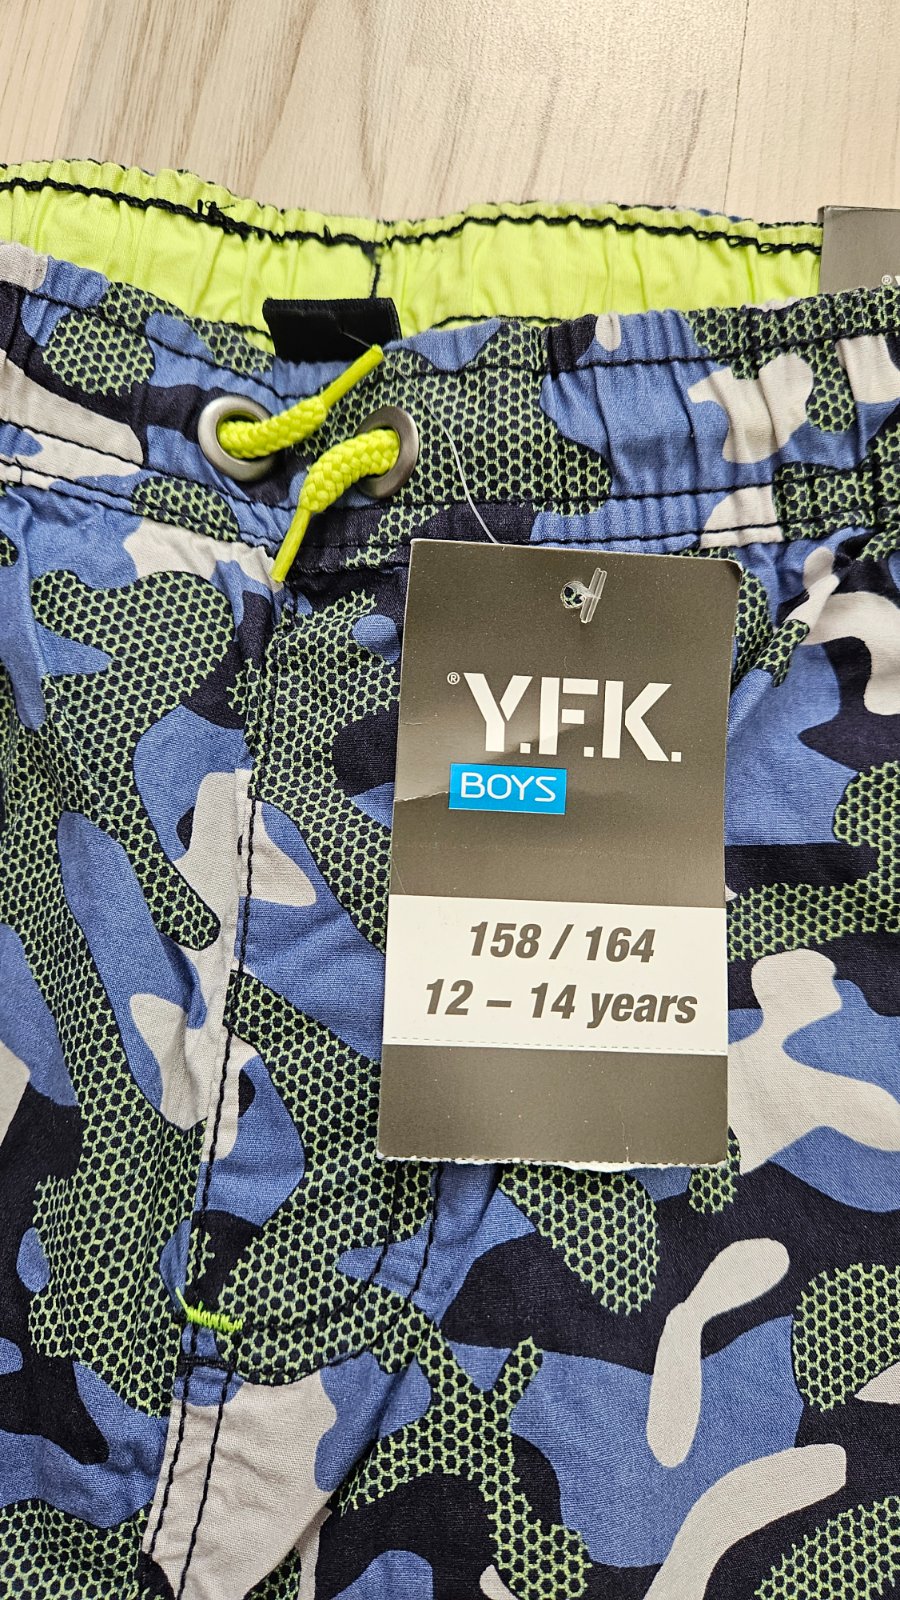 ®Y.F.K.
BOYS
158 / 164
12 – 14 years